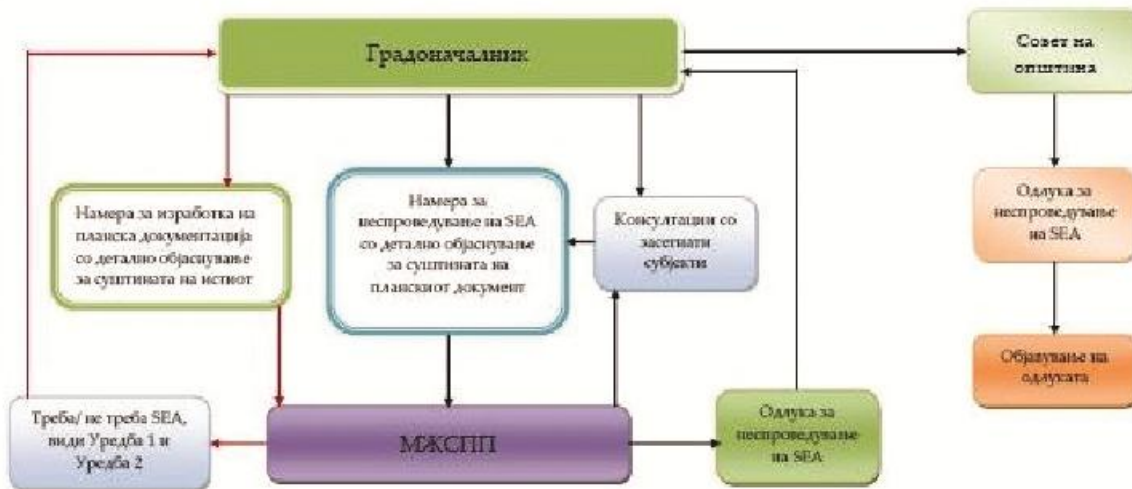 Градоначалник
Совет на
општина
Намера за изработка на
планска документација
со детално објаснување
за суштината на истиот
Намера за
неспроведување на SEA
со детално објаснување
за суштината на
планскиот документ
Консултации со
засегнати
субјекти
Одлука за
неспроведување
на SEA
Објавување на
одлуката
Треба/ не треба SEA,
види Уредба 1 и
Уредба 2
МЖСПП
Одлука за
неспроведување
на SEA